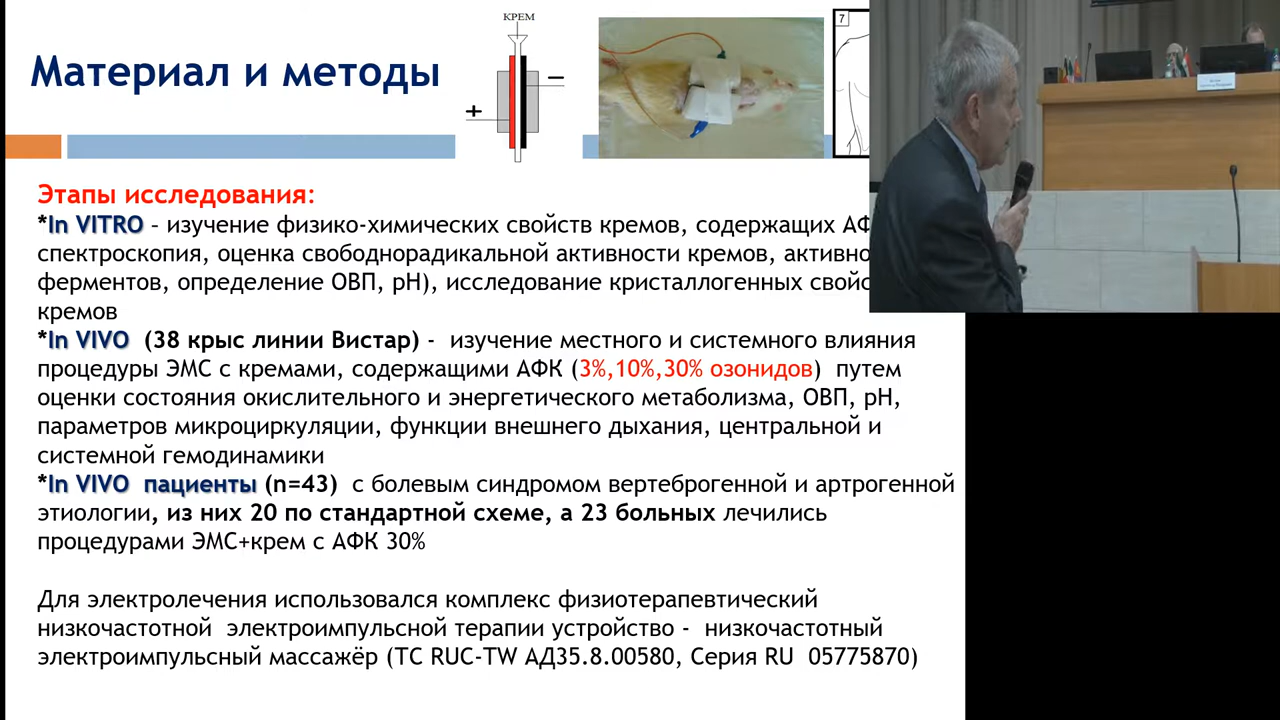 КРЕМ
7
Материал и методы
−
+
Этапы исследования:
*In VITRO – изучение физико-химических свойств кремов, содержащих
спектроскопия, оценка свободнорадикальной активности кремов,
ферментов, определение ОВП, pH), исследование кристаллогенных
кремов
*In VIVO (38 крыс линии Вистар) - изучение местного и системного влияния
процедуры ЭМС с кремами, содержащими АФК (3%,10%,30% озонидов) путем
оценки состояния окислительного и энергетического метаболизма, ОВП, pH,
параметров микроциркуляции, функции внешнего дыхания, центральной и
системной гемодинамики
*In VIVO пациенты (n=43) с болевым синдромом вертеброгенной и артрогенной
этиологии, из них 20 по стандартной схеме, а 23 больных лечились
процедурами ЭМС+крем с АФК 30%
Для электролечения использовался комплекс физиотерапевтический
низкочастотной электроимпульсной терапии устройство - низкочастотный
электроимпульсный массажёр (ТС RUC-TW АД35.8.00580, Серия RU 05775870)